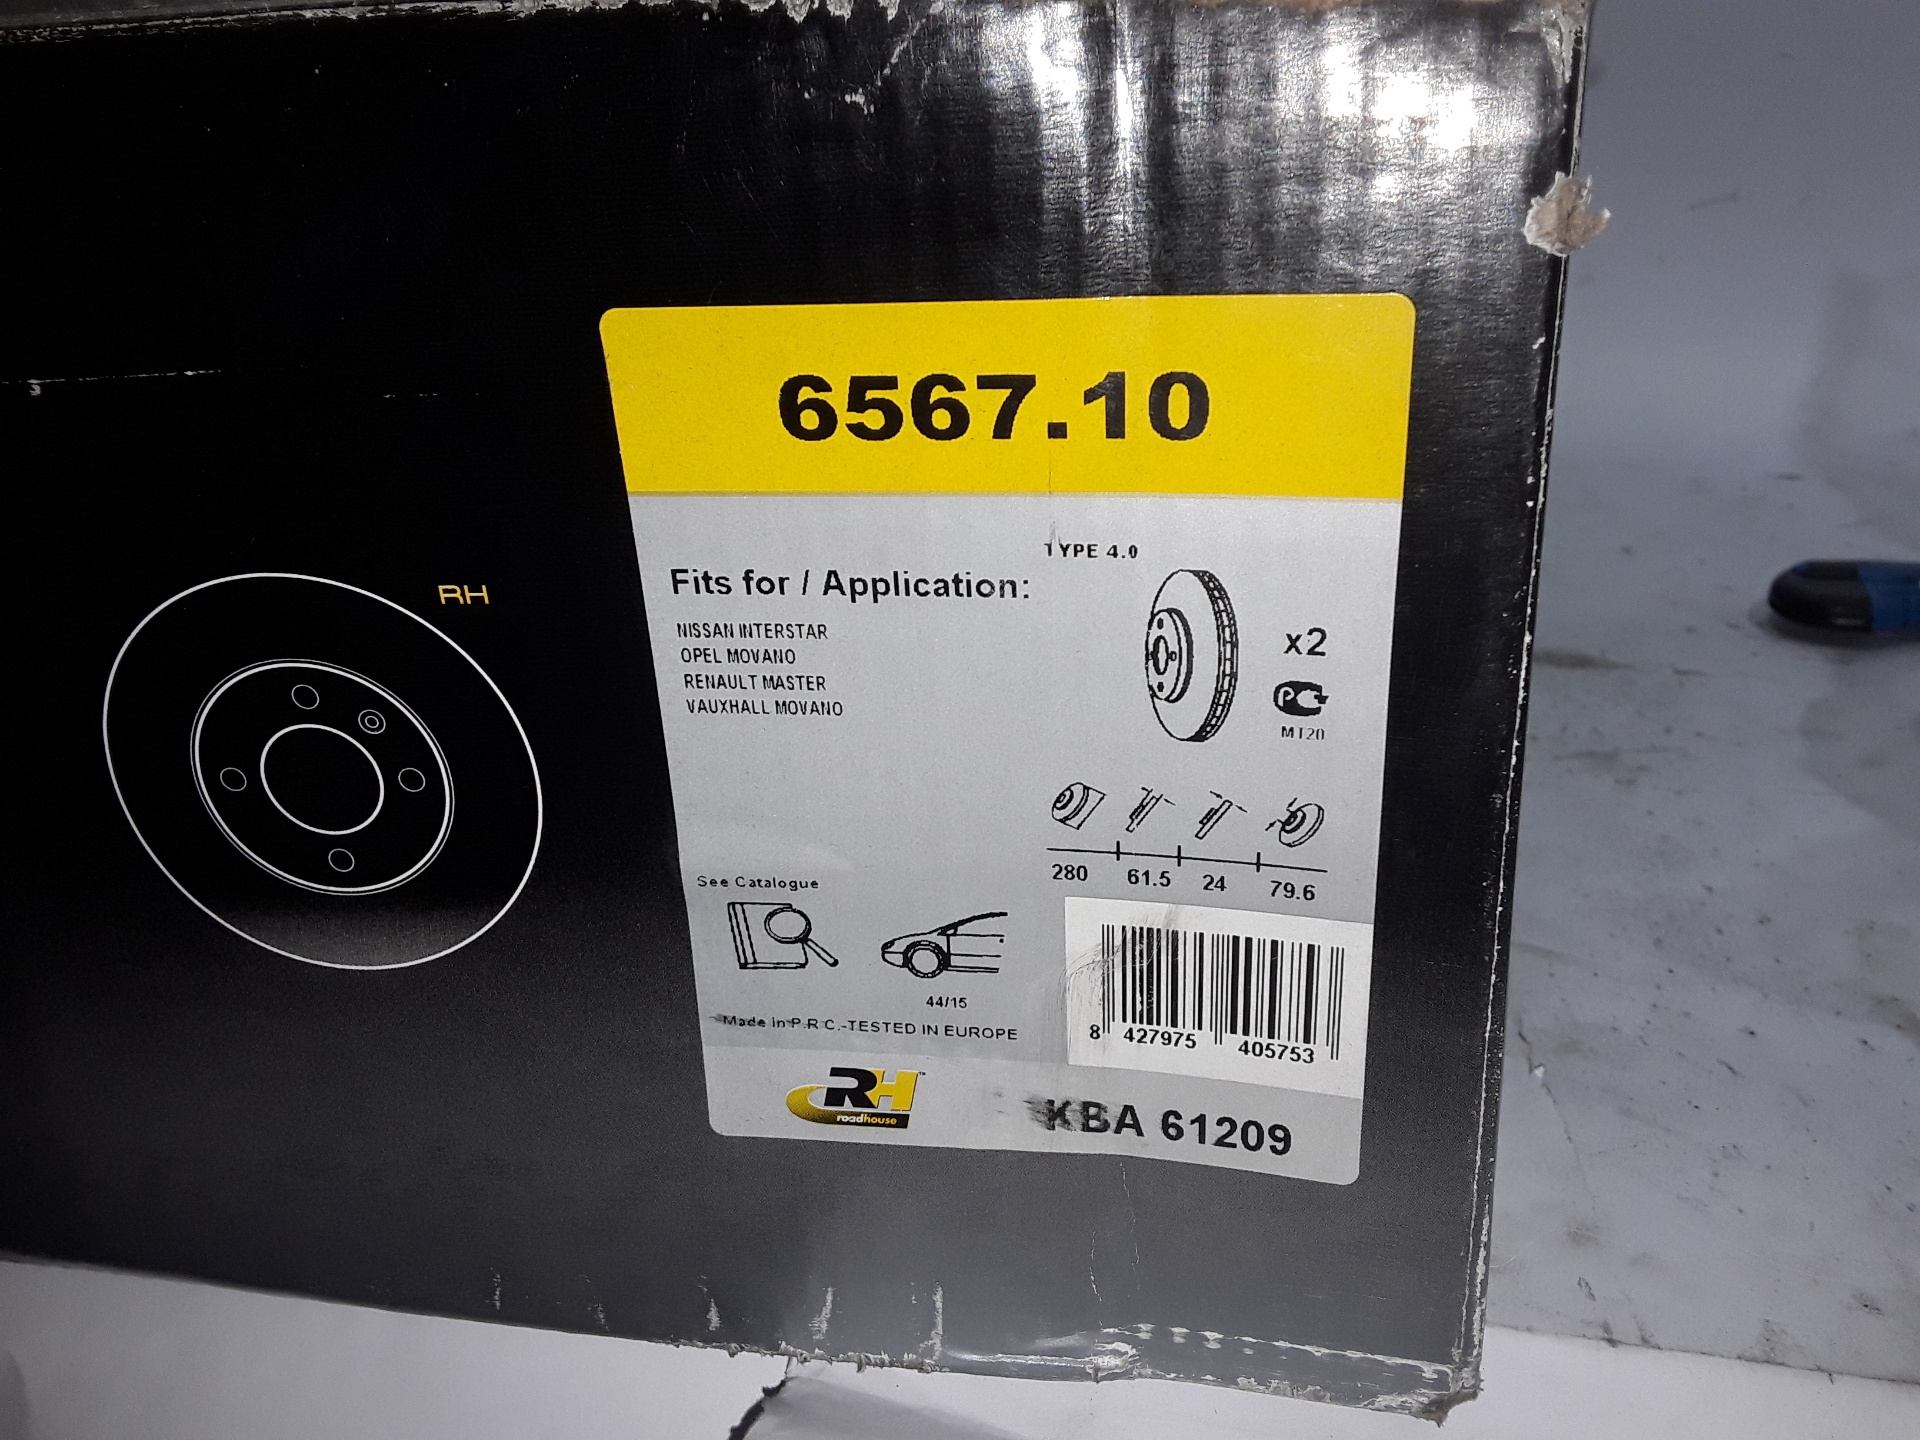 6567.10
TYPE 4.0
Fits for / Application:
NISSAN INTERSTAR
OPEL MOVANO
RENAULT MASTER
VAUXHALL MOVANO
RH
x2
PC
MT20
280 61.5 24 79.6
See Catalogue
44/15
Made in P.R.C.-TESTED IN EUROPE
8 427975 405753
RH™
roadhouse
KBA 61209